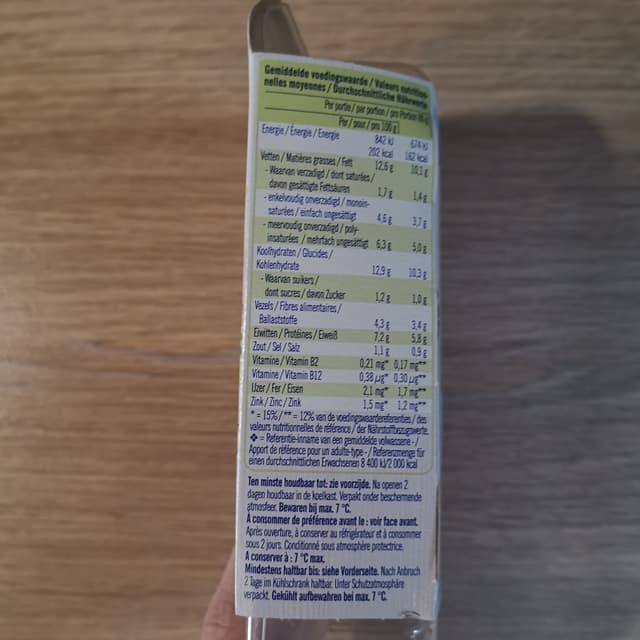 Gemiddelde voedingswaarde / Valeurs nutrition-
nelles moyennes / Durchschnittliche Nährwerte
Per portie / par portion / pro Portion
Per / pour / pro 100 g
Energie / Énergie / Energie 842 kJ 674 kJ
202 kcal 162 kcal
Vetten / Matières grasses / Fett 12,6 g 10,1 g
- Waarvan verzadigd / dont saturées /
davon gesättigte Fettsäuren 1,7 g 1,4 g
- enkelvoudig onverzadigd / monoin-
saturées / einfach ungesättigt 4,6 g 3,7 g
- meervoudig onverzadigd / poly-
insaturées / mehrfach ungesättigt 6,3 g 5,0 g
Koolhydraten / Glucides /
Kohlenhydrate 12,9 g 10,3 g
- Waarvan suikers /
dont sucres / davon Zucker 1,2 g 1,0 g
Vezels / Fibres alimentaires /
Ballaststoffe 4,3 g 3,4 g
Eiwitten / Protéines / Eiweiß 7,2 g 5,8 g
Zout / Sel / Salz 1,1 g 0,9 g
Vitamine / Vitamin B2 0,21 mg* 0,17 mg**
Vitamine / Vitamin B12 0,38 µg* 0,30 µg**
IJzer / Fer / Eisen 2,1 mg* 1,7 mg**
Zink / Zinc / Zink 1,5 mg* 1,2 mg**
* = 15% / ** = 12% van de voedingswaardereferenties / des
valeurs nutritionnelles de référence / der Nährstoffbezugswerte.
❖ = Referentie-inname van een gemiddelde volwassene - /
Apport de référence pour un adulte-type - / Referenzmenge für
einen durchschnittlichen Erwachsenen 8 400 kJ/2 000 kcal
Ten minste houdbaar tot: zie voorzijde. Na openen 2
dagen houdbaar in de koelkast. Verpakt onder beschermende
atmosfeer. Bewaren bij max. 7 °C.
À consommer de préférence avant le : voir face avant.
Après ouverture, à conserver au réfrigérateur et à consommer
sous 2 jours. Conditionné sous atmosphère protectrice.
A conserver à : 7 °C max.
Mindestens haltbar bis: siehe Vorderseite. Nach Anbruch
2 Tage im Kühlschrank haltbar. Unter Schutzatmosphäre
verpackt. Gekühlt aufbewahren bei max. 7 °C.